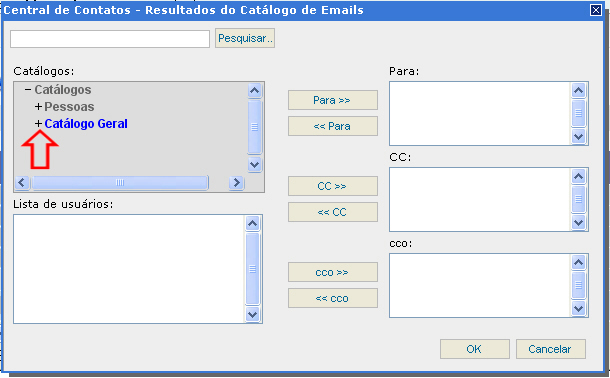 Central de Contatos - Resultados do Catálogo de Emails
Pesquisar..
Catálogos:
− Catálogos
+ Pessoas
+ Catálogo Geral
Lista de usuários:
Para >>
<< Para
CC >>
<< CC
cco >>
<< cco
Para:
CC:
cco:
OK
Cancelar